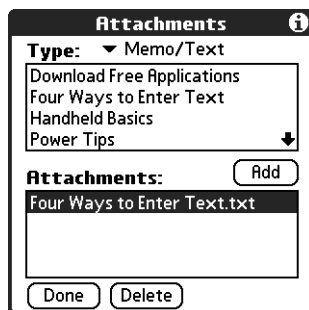 Attachments
Type: Memo/Text
Download Free Applications
Four Ways to Enter Text
Handheld Basics
Power Tips
Attachments: Add
Four Ways to Enter Text.txt
Done Delete